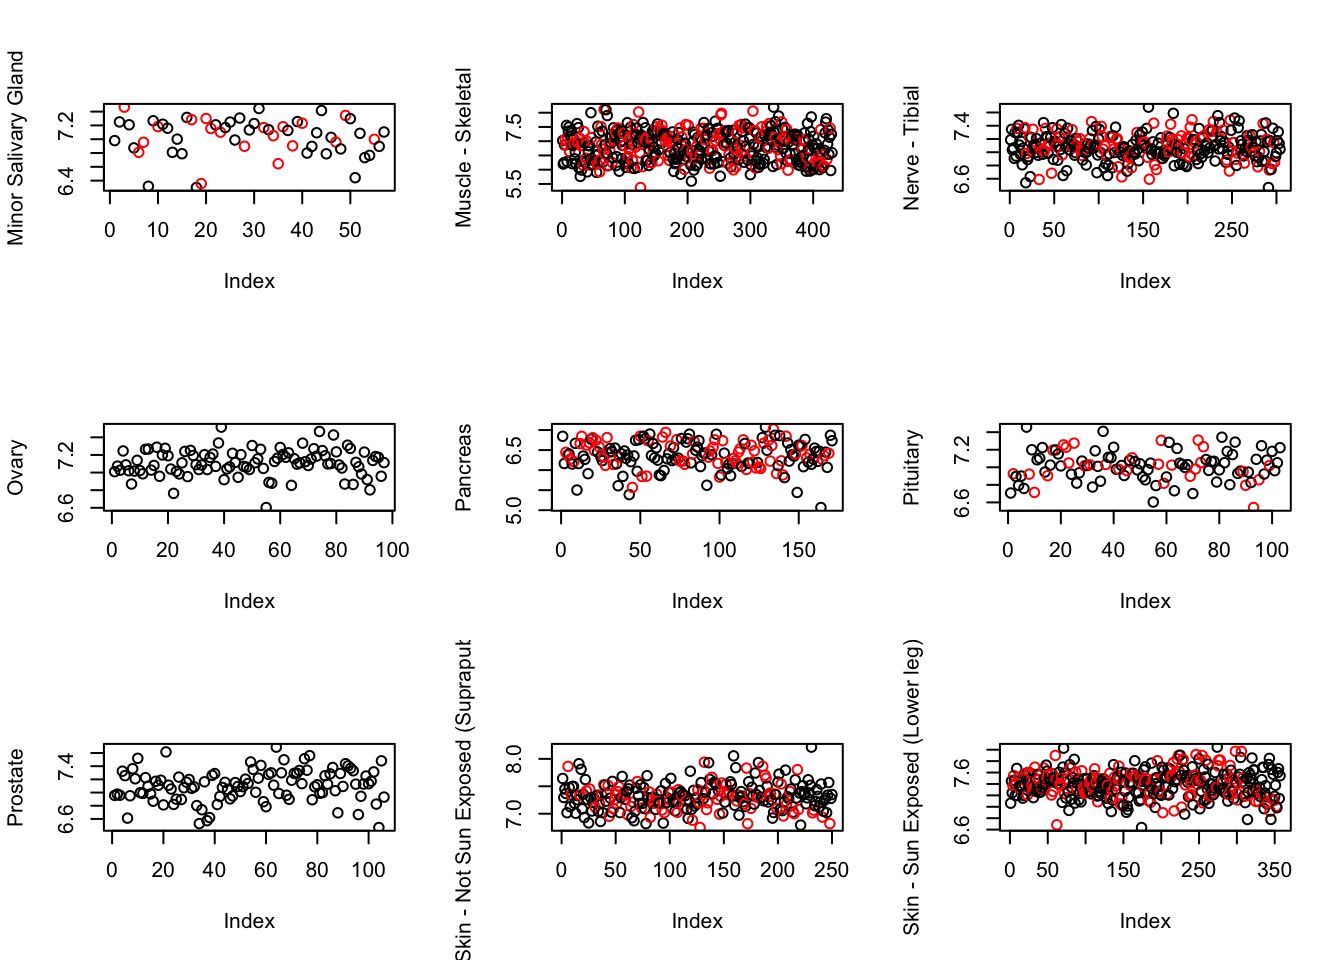 Minor Salivary Gland
7.2
6.4
0 10 20 30 40 50
Index
Muscle - Skeletal
7.5
5.5
0 100 200 300 400
Index
Nerve - Tibial
7.4
6.6
0 50 150 250
Index
Ovary
7.2
6.6
0 20 40 60 80 100
Index
Pancreas
6.5
5.0
0 50 100 150
Index
Pituitary
7.2
6.6
0 20 40 60 80 100
Index
Prostate
7.4
6.6
0 20 40 60 80 100
Index
Skin - Not Sun Exposed (Suprapub
8.0
7.0
0 50 100 150 200 250
Index
Skin - Sun Exposed (Lower leg)
7.6
6.6
0 50 150 250 350
Index